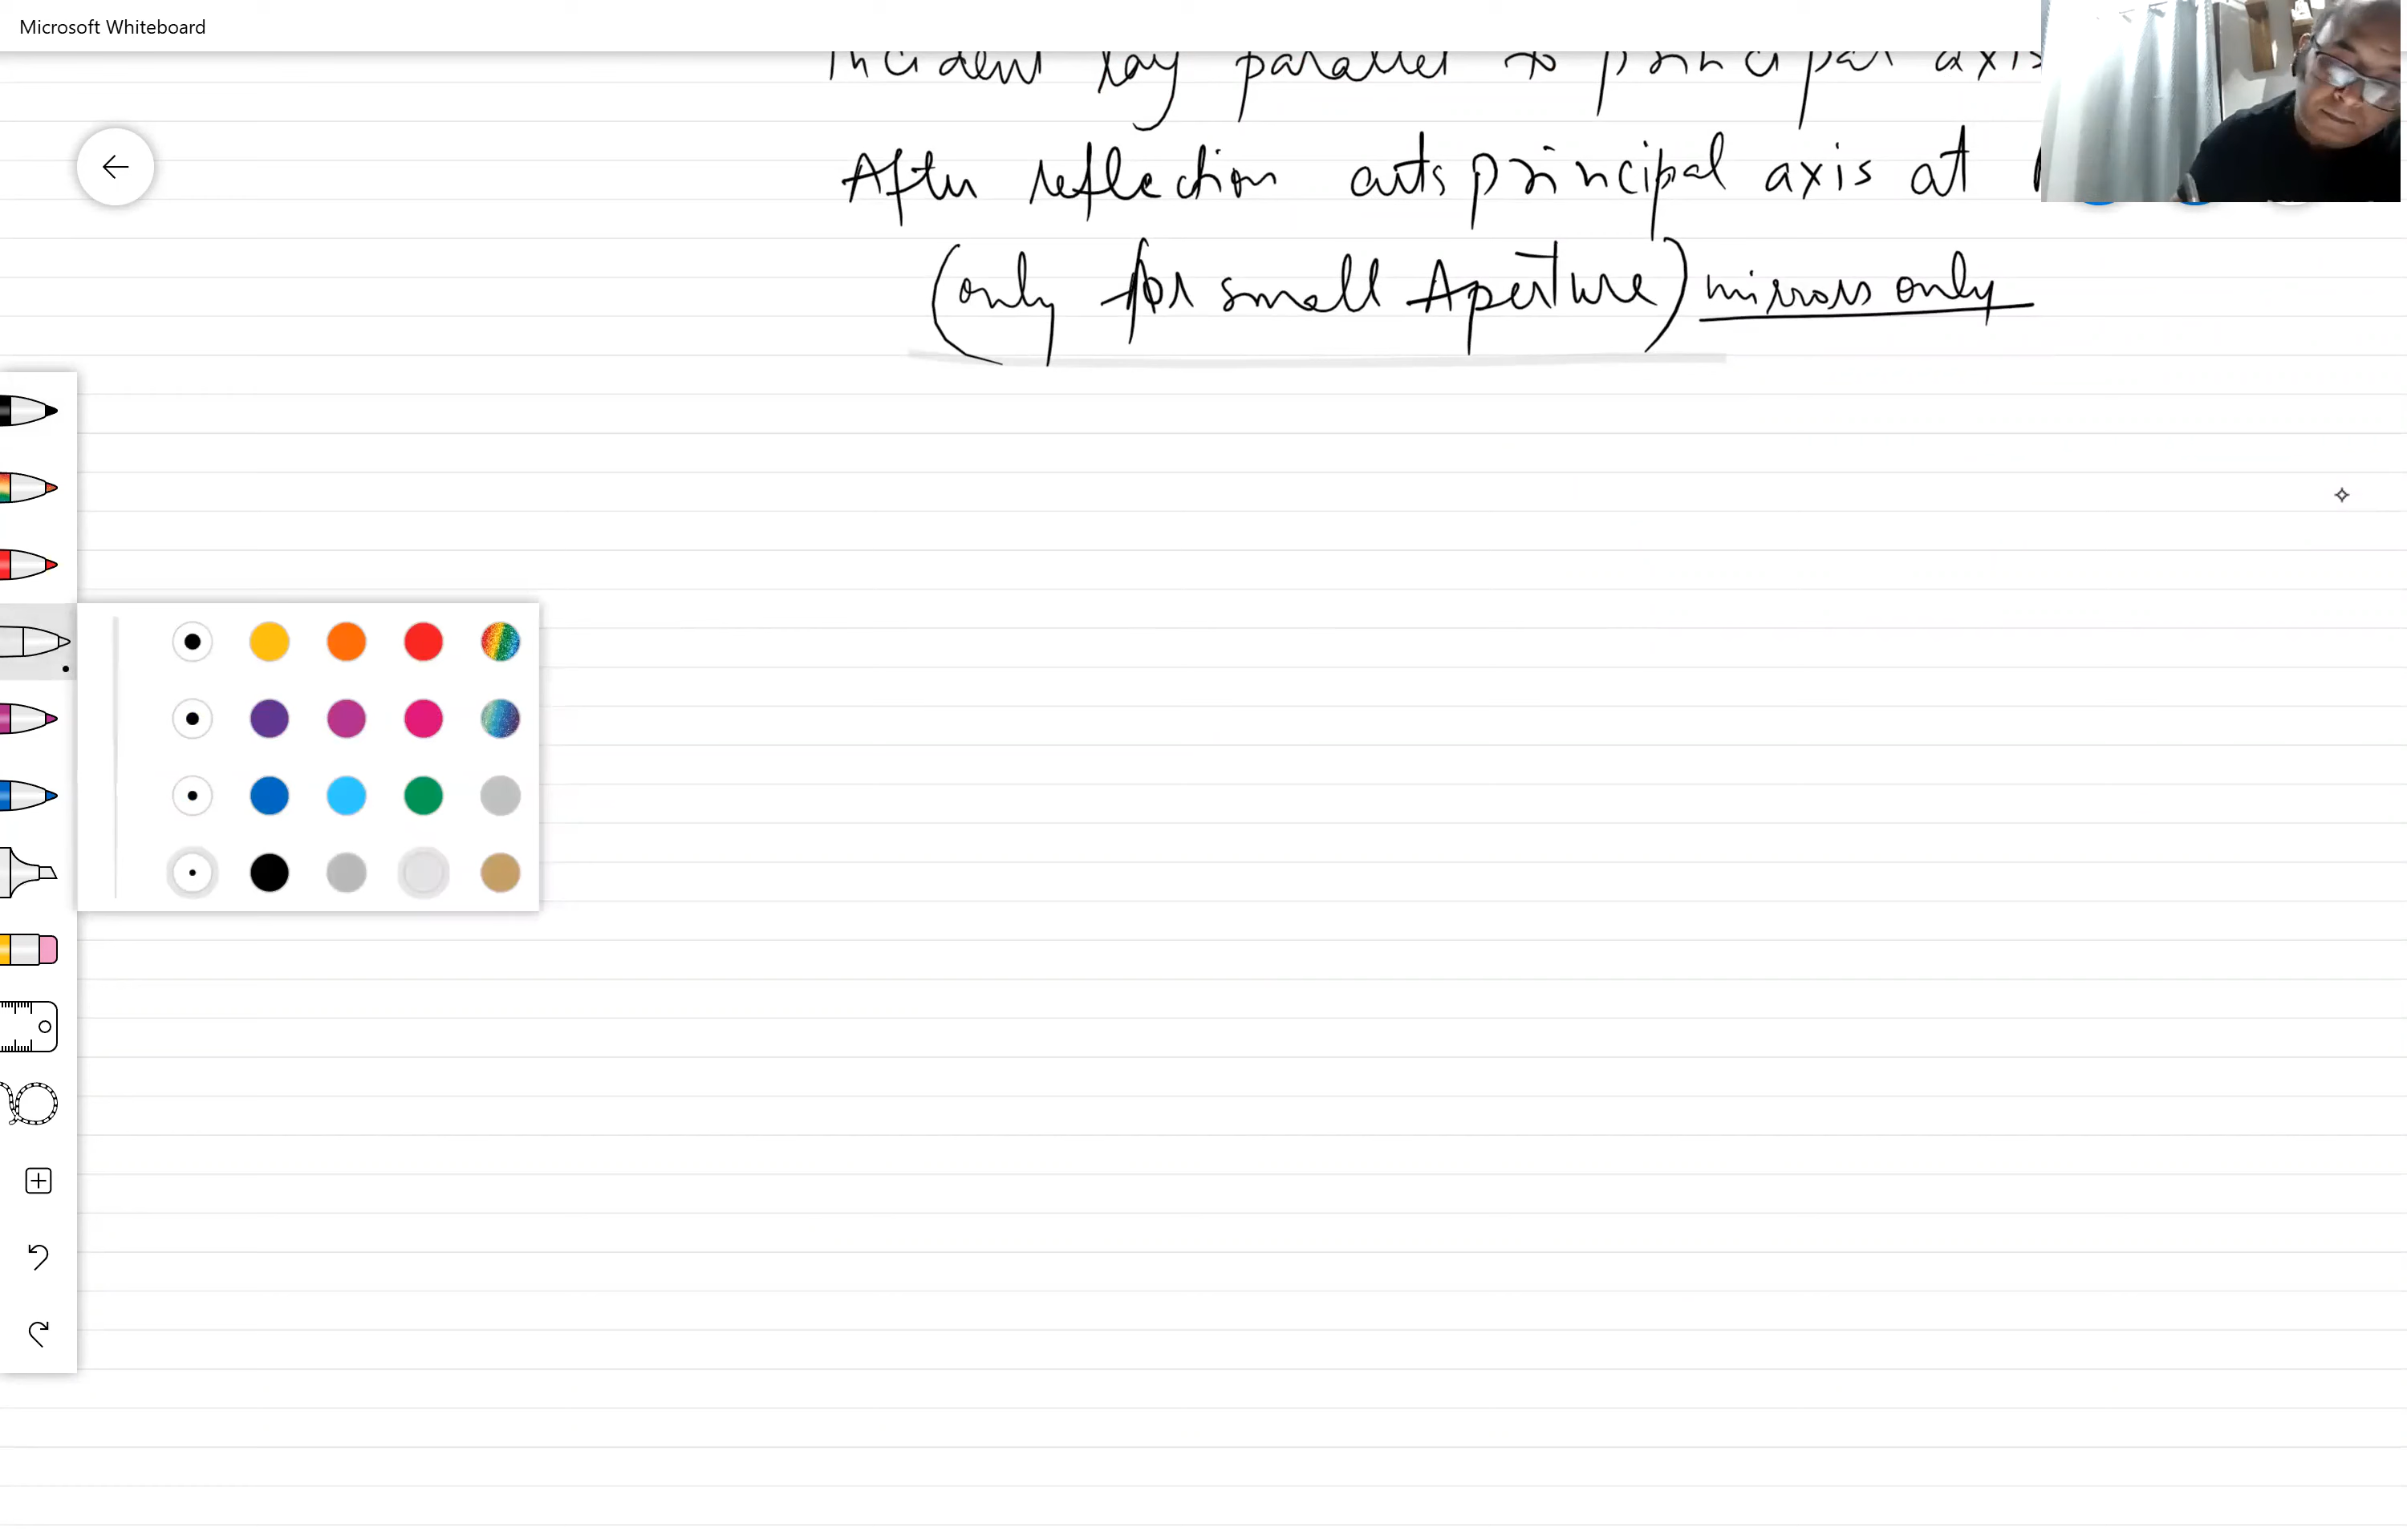 Microsoft Whiteboard
Incident ray parallel to principal axis
After reflection cuts principal axis at
(only for small Aperture) mirrors only